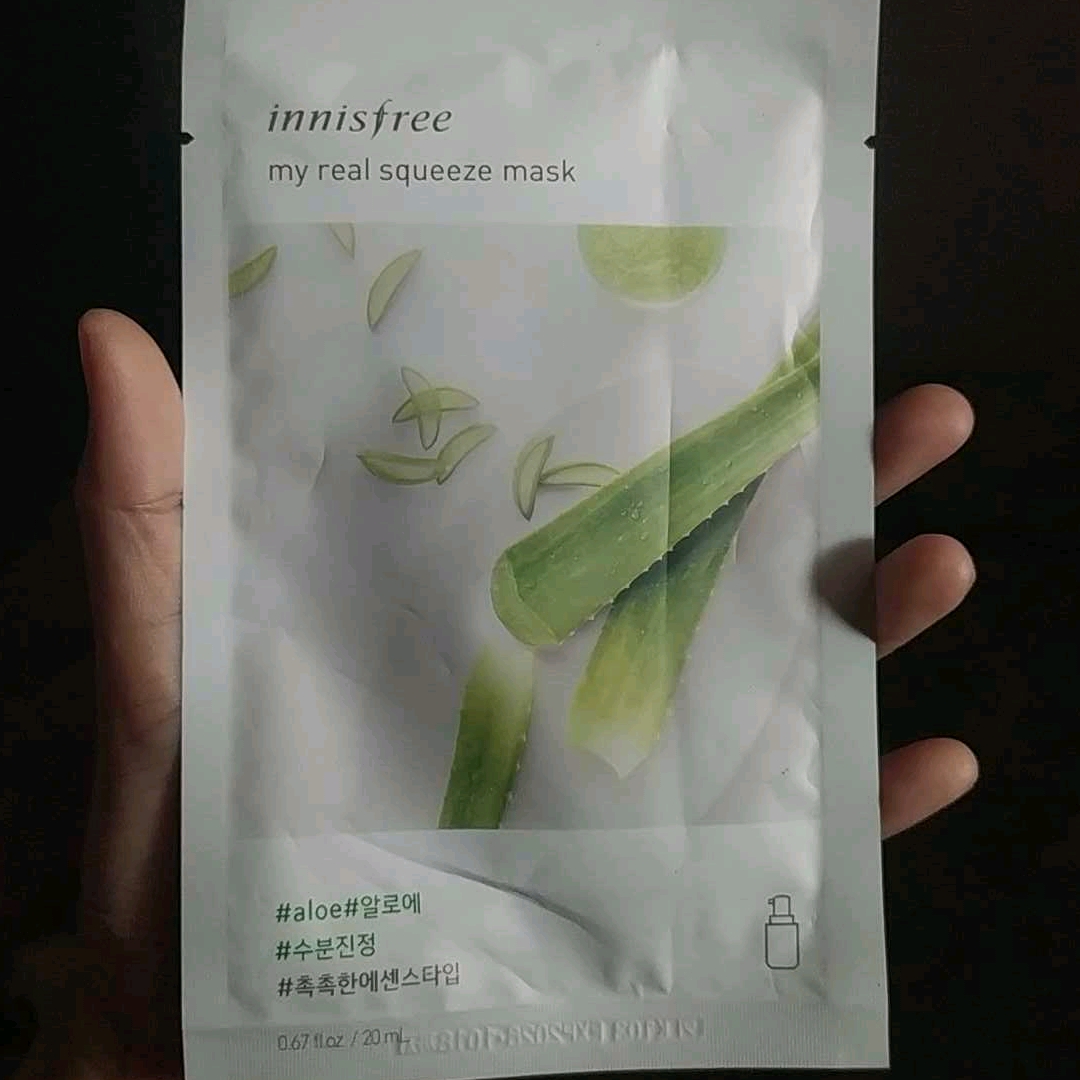 innisfree
my real squeeze mask
#aloe#알로에
#수분진정
#촉촉한에센스타입
0.67 fl.oz / 20 mL